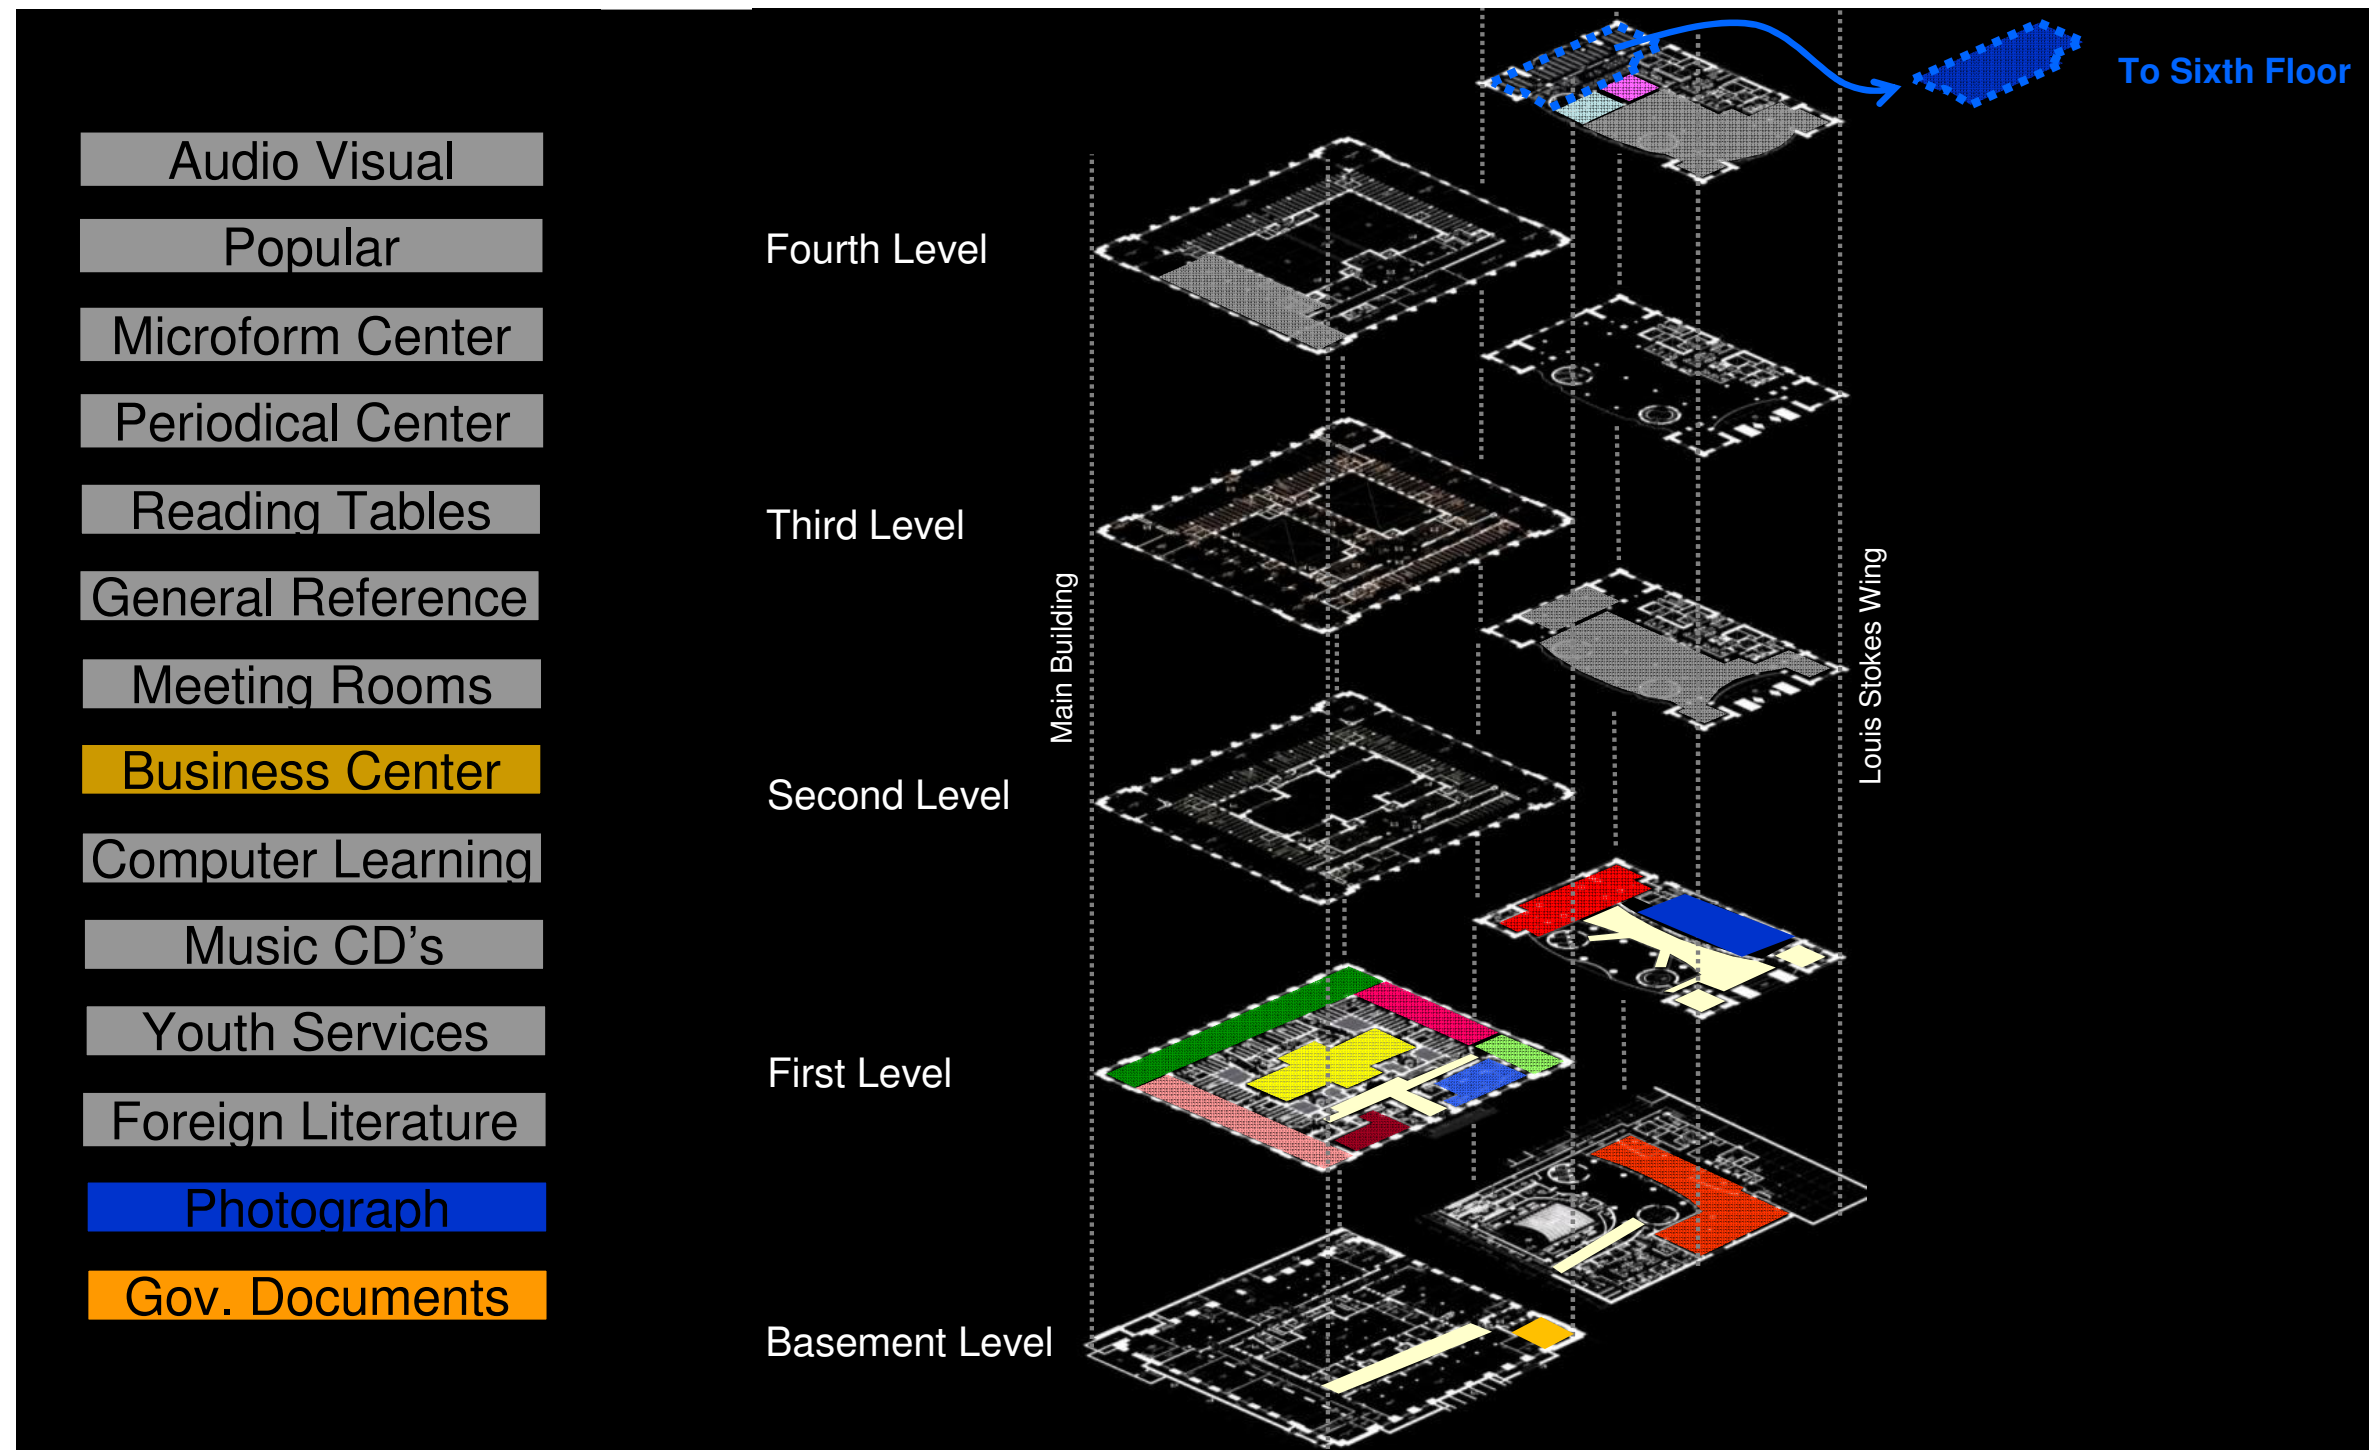 To Sixth Floor
Audio Visual
Popular
Microform Center
Periodical Center
Reading Tables
General Reference
Meeting Rooms
Business Center
Computer Learning
Music CD’s
Youth Services
Foreign Literature
Photograph
Gov. Documents
Fourth Level
Third Level
Second Level
First Level
Basement Level
Main Building
Louis Stokes Wing